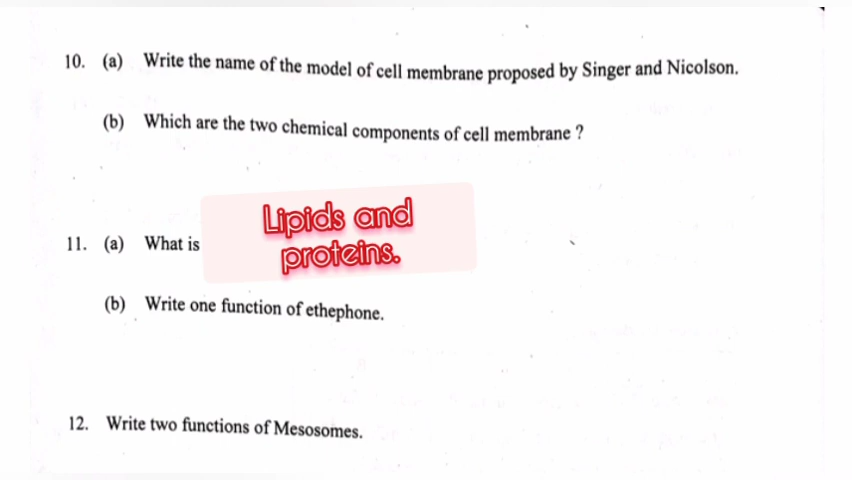 10. (a) Write the name of the model of cell membrane proposed by Singer and Nicolson.
(b) Which are the two chemical components of cell membrane ?
Lipids and
proteins.
11. (a) What is
(b) Write one function of ethephone.
12. Write two functions of Mesosomes.